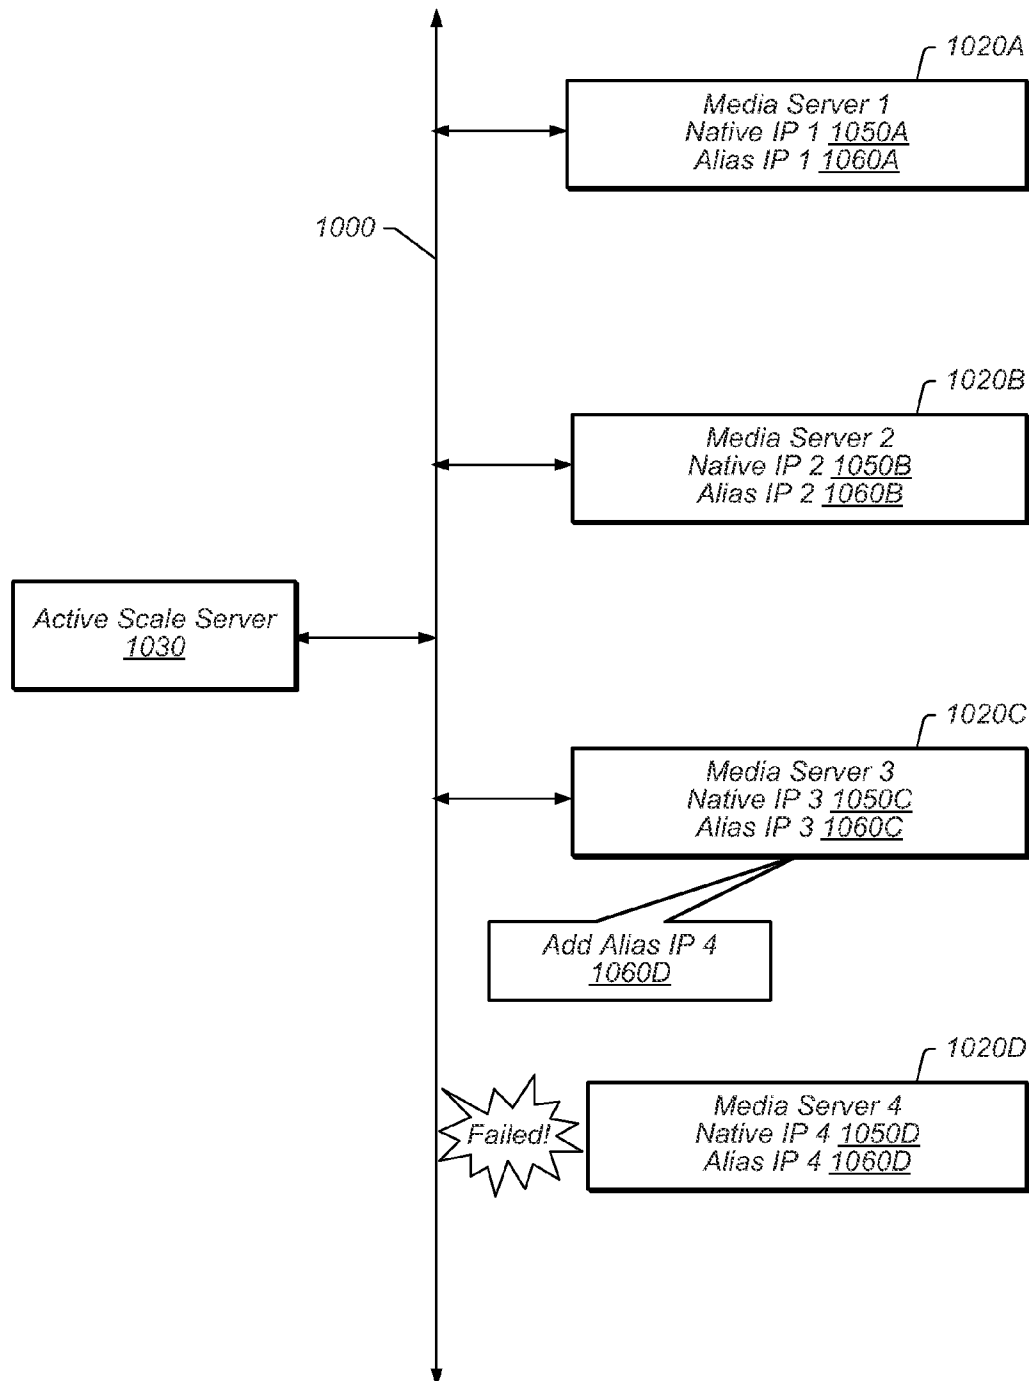 1020A
Media Server 1
Native IP 1 1050A
Alias IP 1 1060A
1000
1020B
Media Server 2
Native IP 2 1050B
Alias IP 2 1060B
Active Scale Server
1030
1020C
Media Server 3
Native IP 3 1050C
Alias IP 3 1060C
Add Alias IP 4
1060D
1020D
Failed!
Media Server 4
Native IP 4 1050D
Alias IP 4 1060D